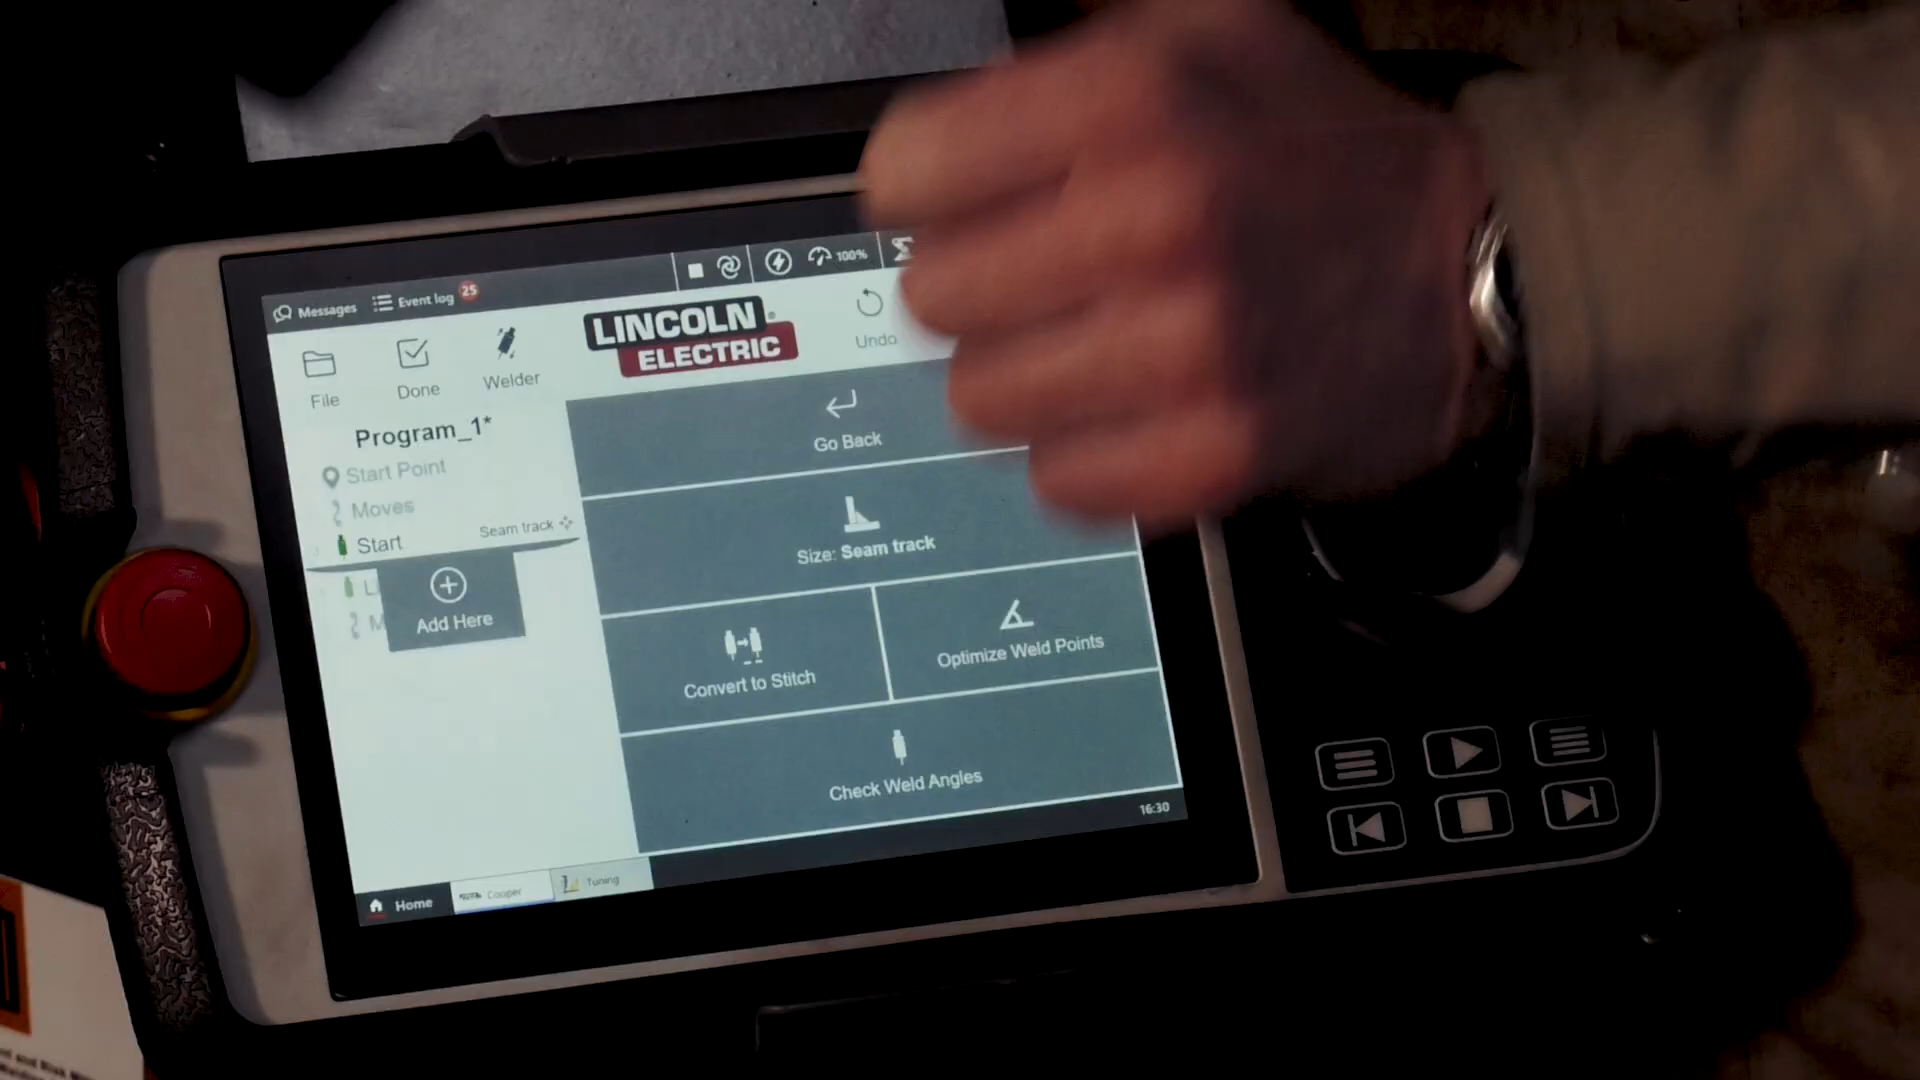 Messages
Event log 25
100%
File
Done
Welder
LINCOLN
ELECTRIC
Undo
Program_1*
Start Point
Moves
Start
Seam track
Add Here
Go Back
Size: Seam track
Convert to Stitch
Optimize Weld Points
Check Weld Angles
16:30
Home
Cooper
Tuning